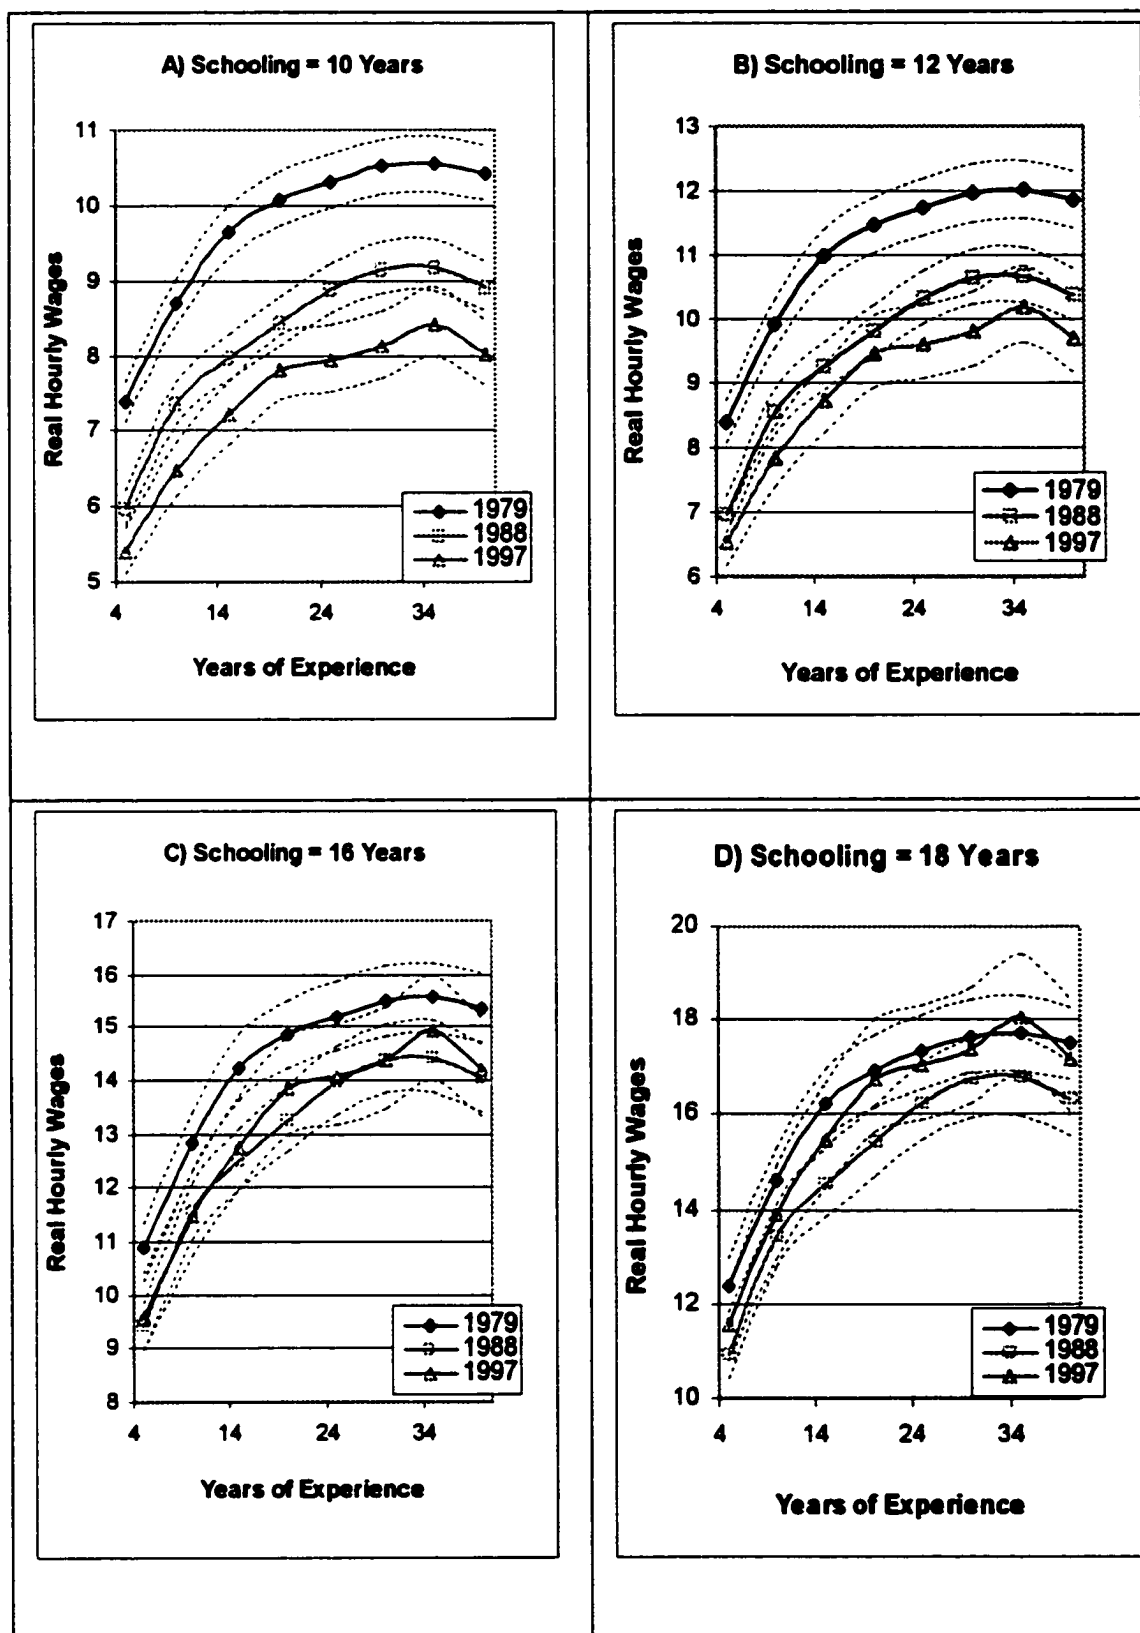 A) Schooling = 10 Years
Real Hourly Wages
11
10
9
8
7
6
5
4 14 24 34
Years of Experience
1979
1988
1997
B) Schooling = 12 Years
Real Hourly Wages
13
12
11
10
9
8
7
6
4 14 24 34
Years of Experience
1979
1988
1997
C) Schooling = 16 Years
Real Hourly Wages
17
16
15
14
13
12
11
10
9
8
4 14 24 34
Years of Experience
1979
1988
1997
D) Schooling = 18 Years
Real Hourly Wages
20
18
16
14
12
10
4 14 24 34
Years of Experience
1979
1988
1997